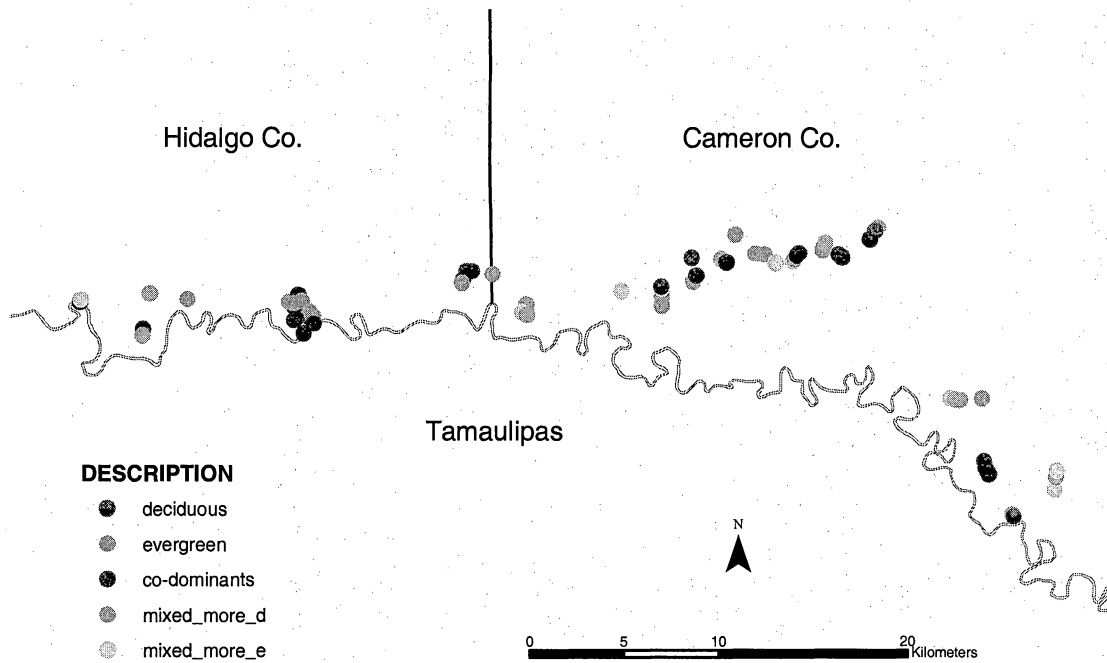 Hidalgo Co.
Cameron Co.
Tamaulipas
DESCRIPTION
deciduous
evergreen
co-dominants
mixed_more_d
mixed_more_e
N
0 5 10 20
Kilometers